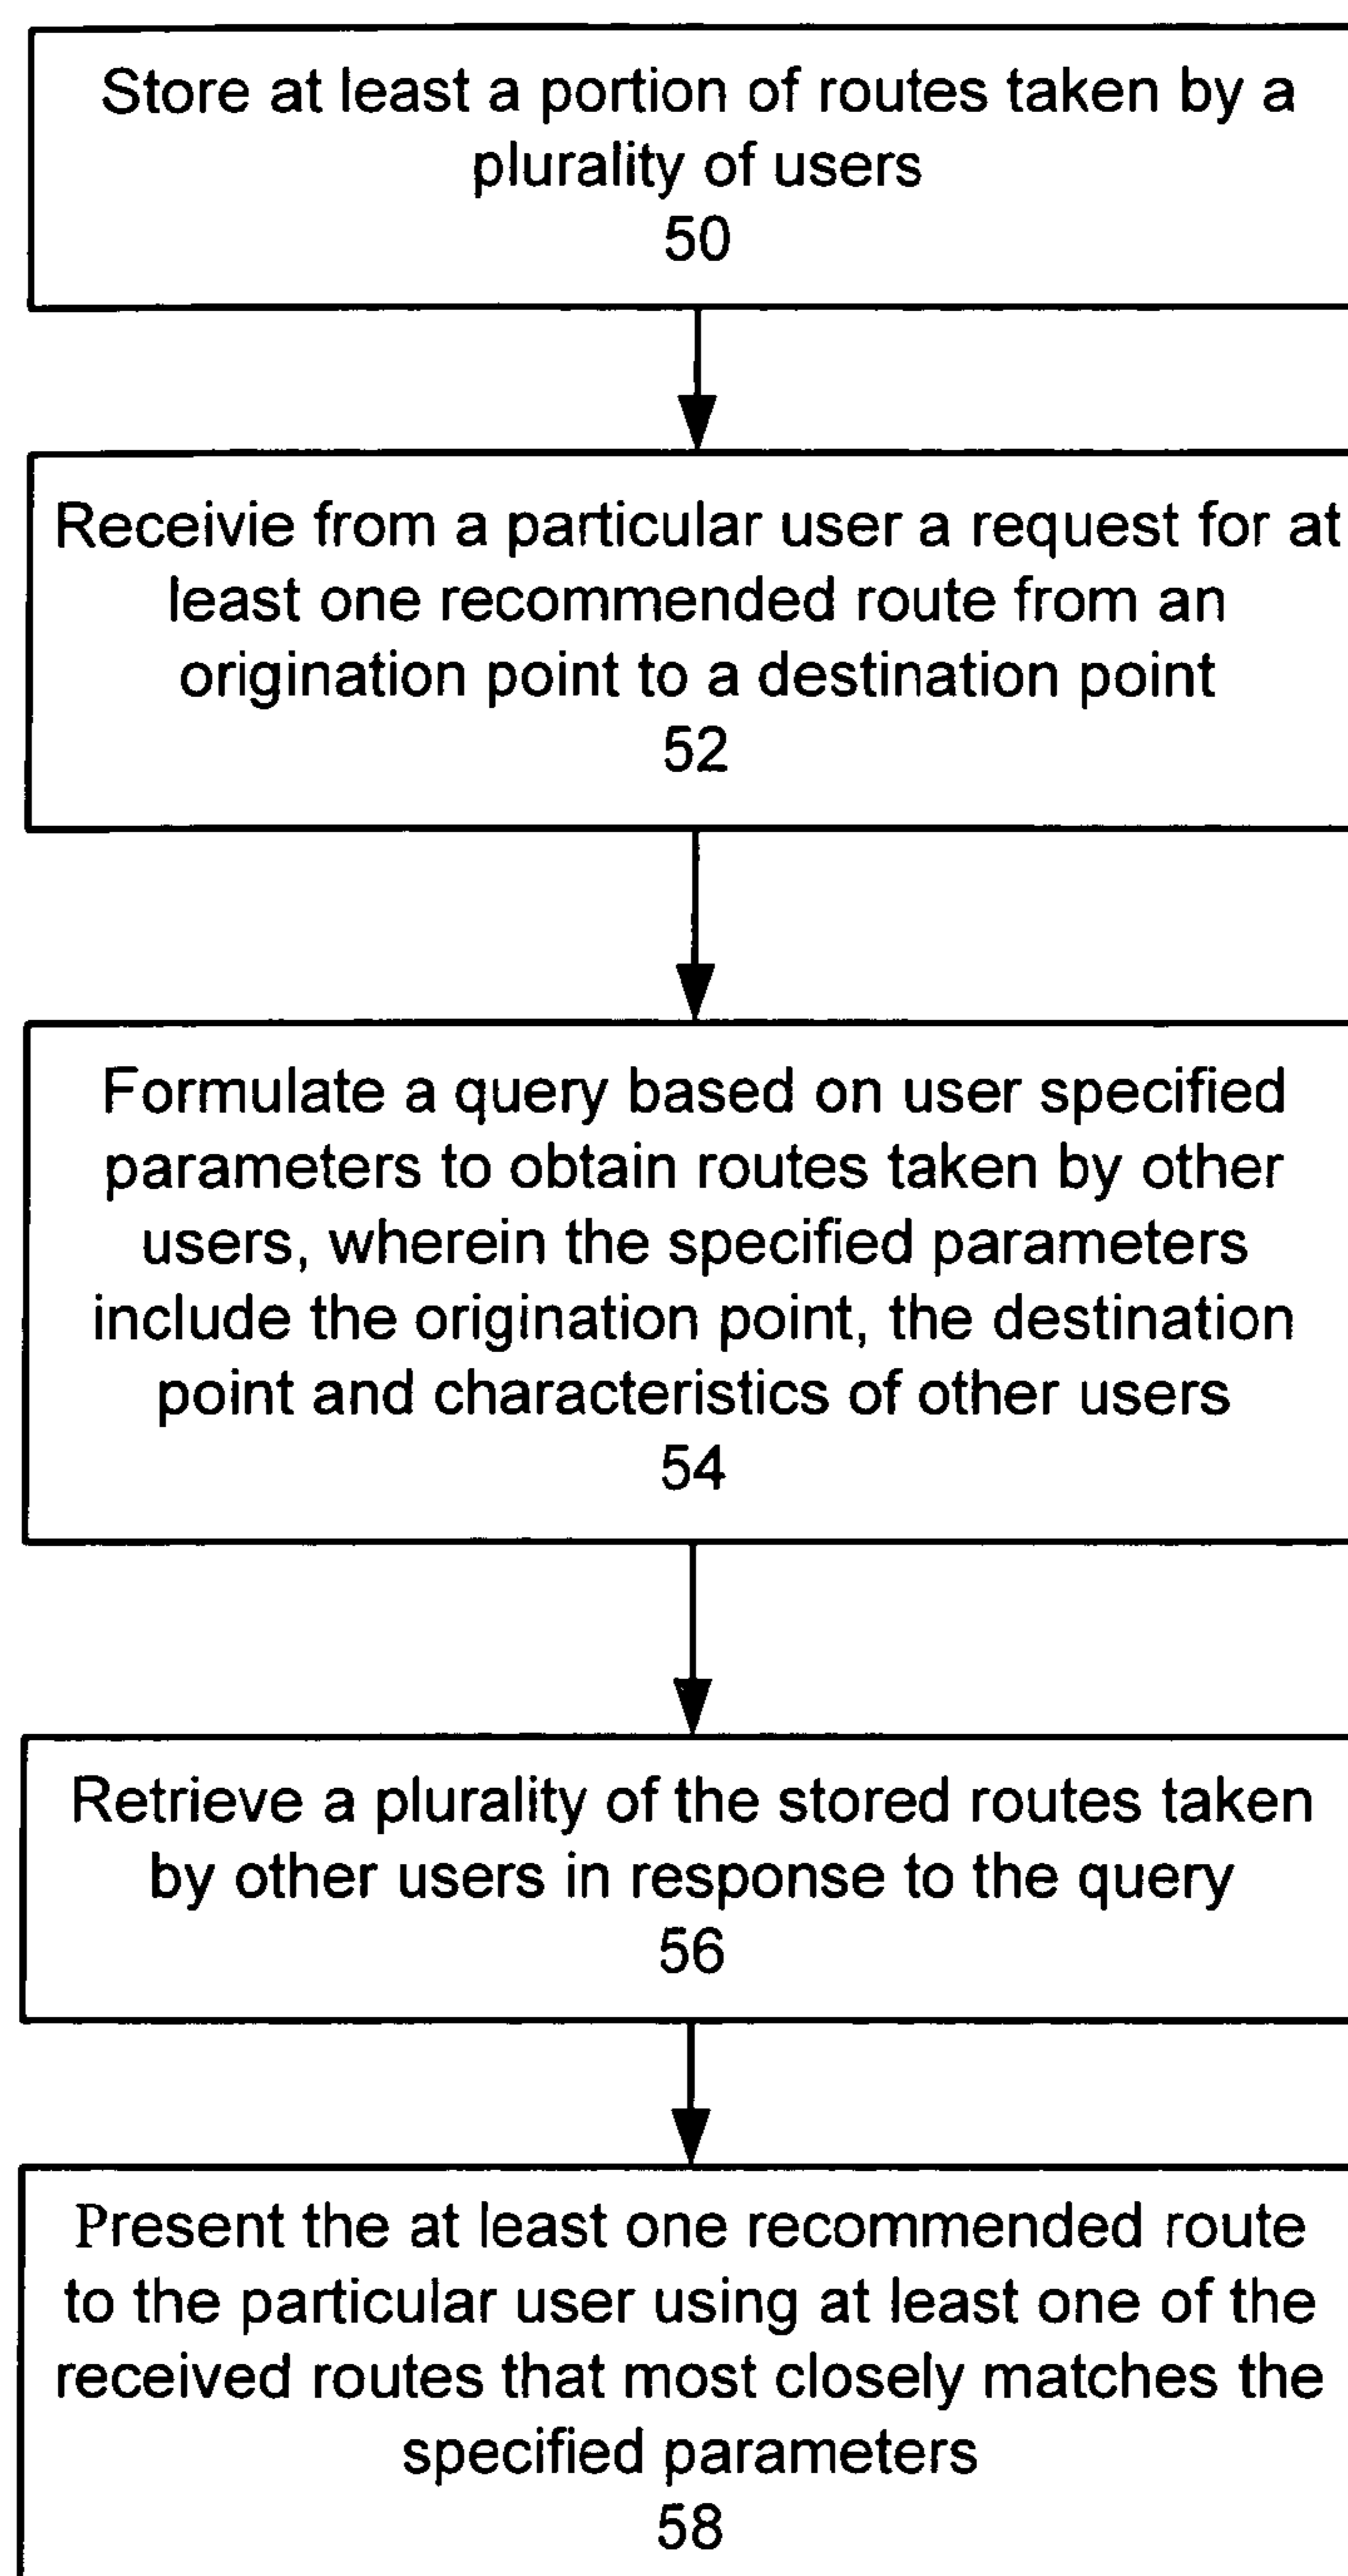 Store at least a portion of routes taken by a
plurality of users
50
Receivie from a particular user a request for at
least one recommended route from an
origination point to a destination point
52
Formulate a query based on user specified
parameters to obtain routes taken by other
users, wherein the specified parameters
include the origination point, the destination
point and characteristics of other users
54
Retrieve a plurality of the stored routes taken
by other users in response to the query
56
Present the at least one recommended route
to the particular user using at least one of the
received routes that most closely matches the
specified parameters
58